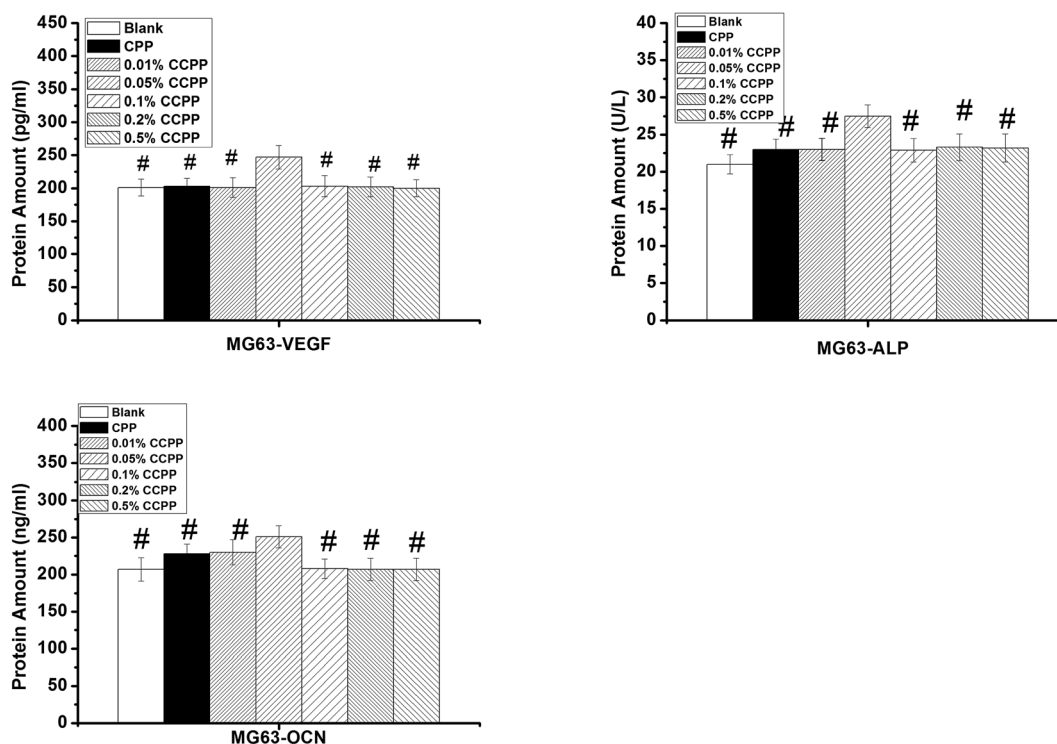 450
400
350
300
250
200
150
100
50
0
Protein Amount (pg/ml)
Blank
CPP
0.01% CCPP
0.05% CCPP
0.1% CCPP
0.2% CCPP
0.5% CCPP
# # # # # #
MG63-VEGF
40
35
30
25
20
15
10
5
0
Protein Amount (U/L)
Blank
CPP
0.01% CCPP
0.05% CCPP
0.1% CCPP
0.2% CCPP
0.5% CCPP
# # # # # #
MG63-ALP
400
350
300
250
200
150
100
50
0
Protein Amount (ng/ml)
Blank
CPP
0.01% CCPP
0.05% CCPP
0.1% CCPP
0.2% CCPP
0.5% CCPP
# # # # # #
MG63-OCN